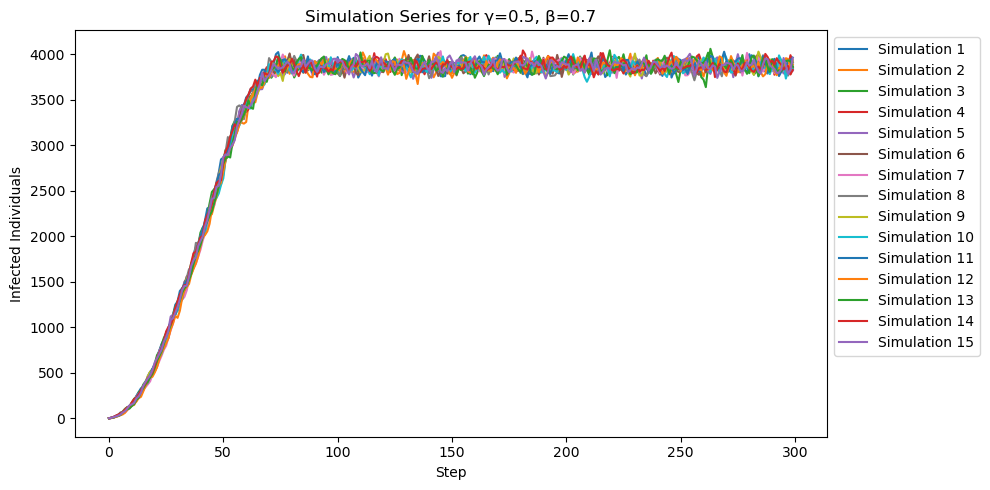 Simulation Series for γ=0.5, β=0.7
Infected Individuals
4000
3500
3000
2500
2000
1500
1000
500
0
0 50 100 150 200 250 300
Step
Simulation 1
Simulation 2
Simulation 3
Simulation 4
Simulation 5
Simulation 6
Simulation 7
Simulation 8
Simulation 9
Simulation 10
Simulation 11
Simulation 12
Simulation 13
Simulation 14
Simulation 15